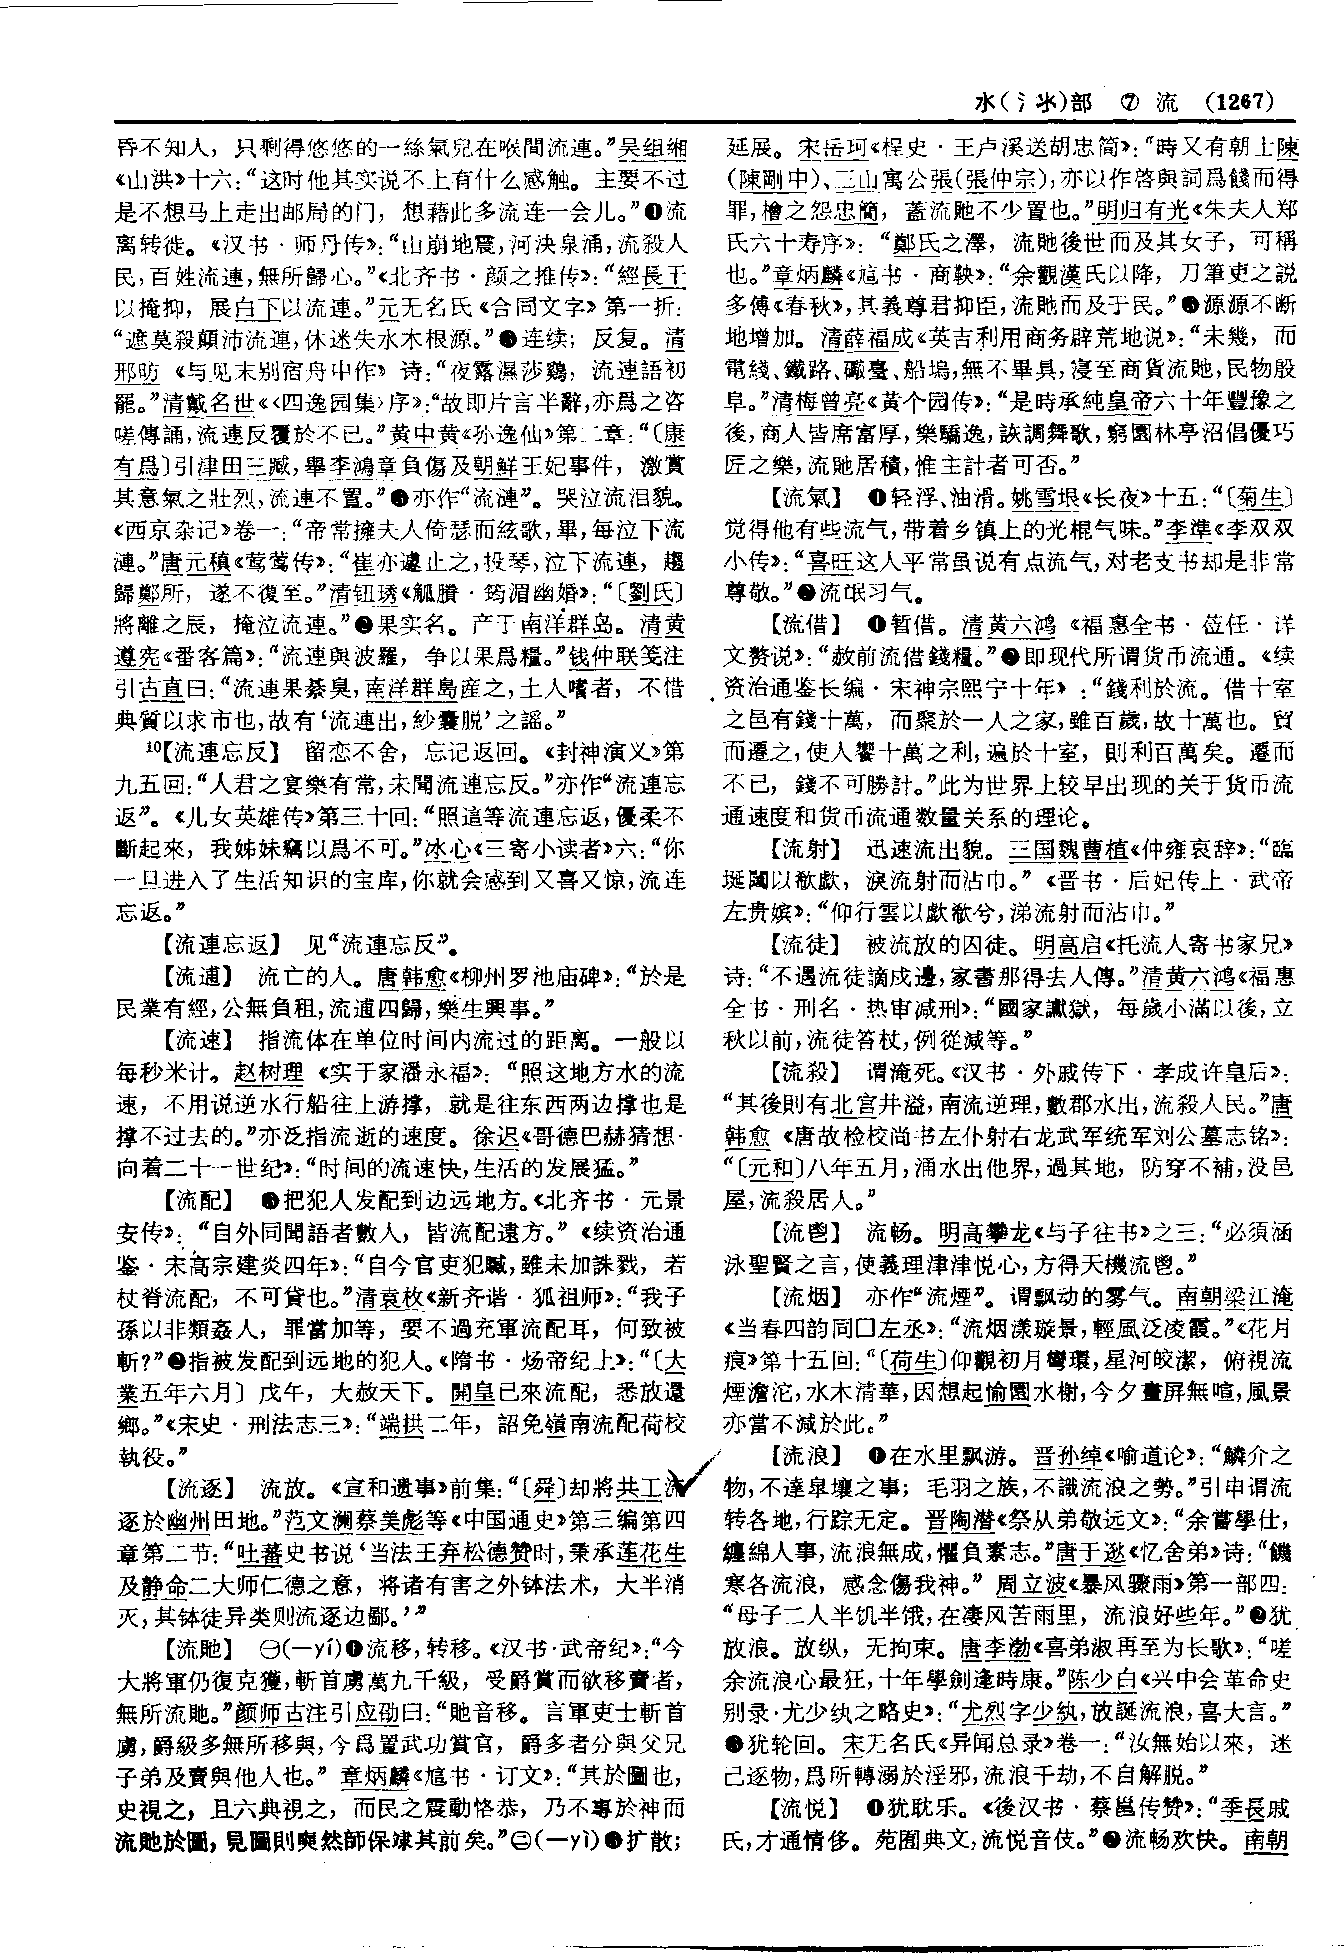 水(氵氺)部 ⑦ 流 (1267)
昏不知人，只剩得悠悠的一絲氣兒在喉間流連。”吴组缃
《山洪》十六：“这时他其实说不上有什么感触。主要不过
是不想马上走出邮局的门，想藉此多流连一会儿。”❹流
离转徙。《汉书·师丹传》：“山崩地震，河決泉涌，流殺人
民，百姓流連，無所歸心。”《北齐书·颜之推传》：“經長干
以掩抑，展白下以流連。”元无名氏《合同文字》第一折：
“遮莫殺顛沛流連，休迷失水木根源。”❺连续；反复。清
邢昉《与见末别宿舟中作》诗：“夜露濕莎鷄，流連語初
罷。”清戴名世《〈四逸园集〉序》：“故即片言半辭，亦爲之咨
嗟傳誦，流連反覆於不已。”黄中黄《孙逸仙》第二章：“〔康
有爲〕引津田三臧，舉李鴻章負傷及朝鮮王妃事件，激賞
其意氣之壯烈，流連不置。”❻亦作“流漣”。哭泣流泪貌。
《西京杂记》卷一：“帝常擁夫人倚瑟而絃歌，畢，每泣下流
漣。”唐元稹《莺莺传》：“崔亦遽止之，投琴，泣下流連，趨
歸鄭所，遂不復至。”清钮琇《觚賸·筠湄幽婚》：“〔劉氏〕
將離之辰，掩泣流連。”❼果实名。产于南洋群岛。清黄
遵宪《番客篇》：“流連與波羅，争以果爲糧。”钱仲联笺注
引古直曰：“流連果綦臭，南洋群島産之，土人嗜者，不惜
典質以求市也，故有‘流連出，紗囊脱’之謡。”
¹⁰【流連忘反】 留恋不舍，忘记返回。《封神演义》第
九五回：“人君之宴樂有常，未聞流連忘反。”亦作“流連忘
返”。《儿女英雄传》第三十回：“照這等流連忘返，優柔不
斷起來，我姊妹竊以爲不可。”冰心《三寄小读者》六：“你
一旦进入了生活知识的宝库，你就会感到又喜又惊，流连
忘返。”
【流連忘返】 见“流連忘反”。
【流逋】 流亡的人。唐韩愈《柳州罗池庙碑》：“於是
民業有經，公無負租，流逋四歸，樂生興事。”
【流速】 指流体在单位时间内流过的距离。一般以
每秒米计。赵树理《实干家潘永福》：“照这地方水的流
速，不用说逆水行船往上游撑，就是往东西两边撑也是
撑不过去的。”亦泛指流逝的速度。徐迟《哥德巴赫猜想·
向着二十一世纪》：“时间的流速快，生活的发展猛。”
【流配】 ❶把犯人发配到边远地方。《北齐书·元景
安传》：“自外同聞語者數人，皆流配遠方。”《续资治通
鉴·宋高宗建炎四年》：“自今官吏犯贓，雖未加誅戮，若
杖脊流配，不可貸也。”清袁枚《新齐谐·狐祖师》：“我子
孫以非類姦人，罪當加等，要不過充軍流配耳，何致被
斬？”❷指被发配到远地的犯人。《隋书·炀帝纪上》：“〔大
業五年六月〕戊午，大赦天下。開皇已來流配，悉放還
鄉。”《宋史·刑法志三》：“端拱二年，詔免嶺南流配荷校
執役。”
【流逐】 流放。《宣和遗事》前集：“〔舜〕却將共工流
逐於幽州田地。”范文澜蔡美彪等《中国通史》第三编第四
章第二节：“吐蕃史书说‘当法王弃松德赞时，秉承莲花生
及静命二大师仁德之意，将诸有害之外钵法术，大半消
灭，其钵徒异类则流逐边鄙。’”
【流貤】 ㊀(一yí)❶流移，转移。《汉书·武帝纪》：“今
大將軍仍復克獲，斬首虜萬九千級，受爵賞而欲移賣者，
無所流貤。”颜师古注引应劭曰：“貤音移。言軍吏士斬首
虜，爵級多無所移與，今爲置武功賞官，爵多者分與父兄
子弟及賣與他人也。”章炳麟《訄书·订文》：“其於圖也，
史視之，且六典視之，而民之震動恪恭，乃不專於神而
流貤於圖，見圖則奭然師保逮其前矣。”㊁(一yì)❶扩散；
延展。宋岳珂《桯史·王卢溪送胡忠简》：“時又有朝士陳
(陳剛中)、三山寓公張(張仲宗)，亦以作啓與詞爲餞而得
罪，檜之怨忠簡，蓋流貤不少置也。”明归有光《朱夫人郑
氏六十寿序》：“鄭氏之澤，流貤後世而及其女子，可稱
也。”章炳麟《訄书·商鞅》：“余觀漢氏以降，刀筆吏之説
多傅《春秋》，其義尊君抑臣，流貤而及于民。”❷源源不断
地增加。清薛福成《英吉利用商务辟荒地说》：“未幾，而
電綫、鐵路、礮臺、船塢，無不畢具，寖至商貨流貤，民物殷
阜。”清梅曾亮《黄个园传》：“是時承純皇帝六十年豐豫之
後，商人皆席富厚，樂驕逸，詼調舞歌，窮園林亭沼倡優巧
匠之樂，流貤居積，惟主計者可否。”
【流氣】 ❶轻浮、油滑。姚雪垠《长夜》十五：“〔菊生〕
觉得他有些流气，带着乡镇上的光棍气味。”李準《李双双
小传》：“喜旺这人平常虽说有点流气，对老支书却是非常
尊敬。”❷流氓习气。
【流借】 ❶暂借。清黄六鸿《福惠全书·莅任·详
文赘说》：“赦前流借錢糧。”❷即现代所谓货币流通。《续
资治通鉴长编·宋神宗熙宁十年》：“錢利於流。借十室
之邑有錢十萬，而聚於一人之家，雖百歲，故十萬也。貿
而遷之，使人饗十萬之利，遍於十室，則利百萬矣。遷而
不已，錢不可勝計。”此为世界上较早出现的关于货币流
通速度和货币流通数量关系的理论。
【流射】 迅速流出貌。三国魏曹植《仲雍哀辞》：“臨
埏闥以欷歔，淚流射而沾巾。”《晋书·后妃传上·武帝
左贵嫔》：“仰行雲以歔欷兮，涕流射而沾巾。”
【流徒】 被流放的囚徒。明高启《托流人寄书家兄》
诗：“不遇流徒謫戍邊，家書那得去人傳。”清黄六鸿《福惠
全书·刑名·热审减刑》：“國家讞獄，每歲小滿以後，立
秋以前，流徒笞杖，例從減等。”
【流殺】 谓淹死。《汉书·外戚传下·孝成许皇后》：
“其後則有北宫井溢，南流逆理，數郡水出，流殺人民。”唐
韩愈《唐故检校尚书左仆射右龙武军统军刘公墓志铭》：
“〔元和〕八年五月，涌水出他界，過其地，防穿不補，没邑
屋，流殺居人。”
【流鬯】 流畅。明高攀龙《与子往书》之三：“必須涵
泳聖賢之言，使義理津津悦心，方得天機流鬯。”
【流烟】 亦作“流煙”。谓飘动的雾气。南朝梁江淹
《当春四韵同□左丞》：“流烟漾璇景，輕風泛凌霞。”《花月
痕》第十五回：“〔荷生〕仰觀初月彎環，星河皎潔，俯視流
煙澹沱，水木清華，因想起愉園水榭，今夕畫屏無喧，風景
亦當不減於此。”
【流浪】 ❶在水里飘游。晋孙绰《喻道论》：“鱗介之
物，不達皋壤之事；毛羽之族，不識流浪之勢。”引申谓流
转各地，行踪无定。晋陶潜《祭从弟敬远文》：“余嘗學仕，
纏綿人事，流浪無成，懼負素志。”唐于逖《忆舍弟》诗：“饑
寒各流浪，感念傷我神。”周立波《暴风骤雨》第一部四：
“母子二人半饥半饿，在凄风苦雨里，流浪好些年。”❷犹
放浪。放纵，无拘束。唐李渤《喜弟淑再至为长歌》：“嗟
余流浪心最狂，十年學劍逢時康。”陈少白《兴中会革命史
别录·尤少纨之略史》：“尤烈字少紈，放誕流浪，喜大言。”
❸犹轮回。宋无名氏《异闻总录》卷一：“汝無始以來，迷
己逐物，爲所轉溺於淫邪，流浪千劫，不自解脱。”
【流悦】 ❶犹耽乐。《後汉书·蔡邕传赞》：“季長戚
氏，才通情侈。苑囿典文，流悦音伎。”❷流畅欢快。南朝